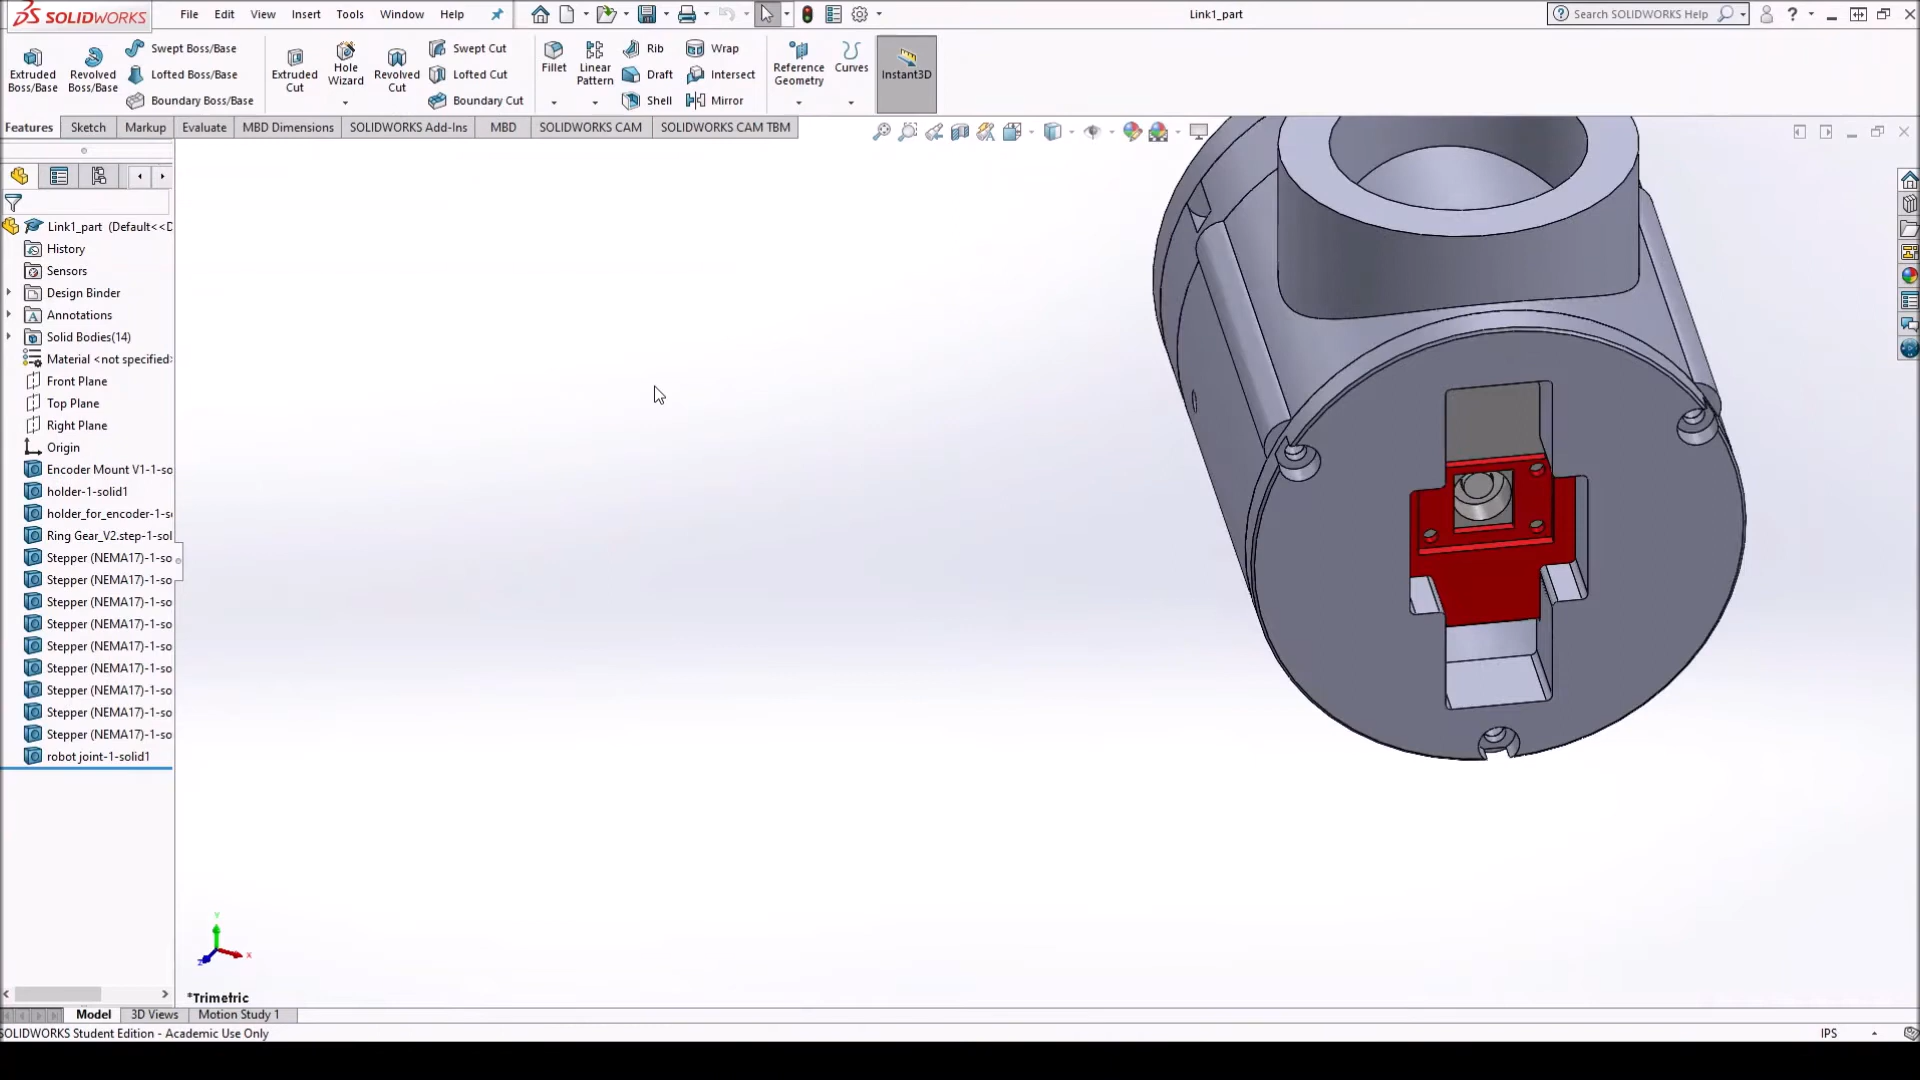 SOLIDWORKS
File Edit View Insert Tools Window Help
Link1_part
Search SOLIDWORKS Help
Extruded Boss/Base
Revolved Boss/Base
Swept Boss/Base
Lofted Boss/Base
Boundary Boss/Base
Extruded Cut
Hole Wizard
Revolved Cut
Swept Cut
Lofted Cut
Boundary Cut
Fillet
Linear Pattern
Rib
Draft
Shell
Wrap
Intersect
Mirror
Reference Geometry
Curves
Instant3D
Features Sketch Markup Evaluate MBD Dimensions SOLIDWORKS Add-Ins MBD SOLIDWORKS CAM SOLIDWORKS CAM TBM
Link1_part (Default<<D
History
Sensors
Design Binder
Annotations
Solid Bodies(14)
Material <not specified>
Front Plane
Top Plane
Right Plane
Origin
Encoder Mount V1-1-so
holder-1-solid1
holder_for_encoder-1-s
Ring Gear_V2.step-1-sol
Stepper (NEMA17)-1-so
Stepper (NEMA17)-1-so
Stepper (NEMA17)-1-so
Stepper (NEMA17)-1-so
Stepper (NEMA17)-1-so
Stepper (NEMA17)-1-so
Stepper (NEMA17)-1-so
Stepper (NEMA17)-1-so
Stepper (NEMA17)-1-so
robot joint-1-solid1
Y
X
Z
*Trimetric
Model 3D Views Motion Study 1
SOLIDWORKS Student Edition - Academic Use Only
IPS